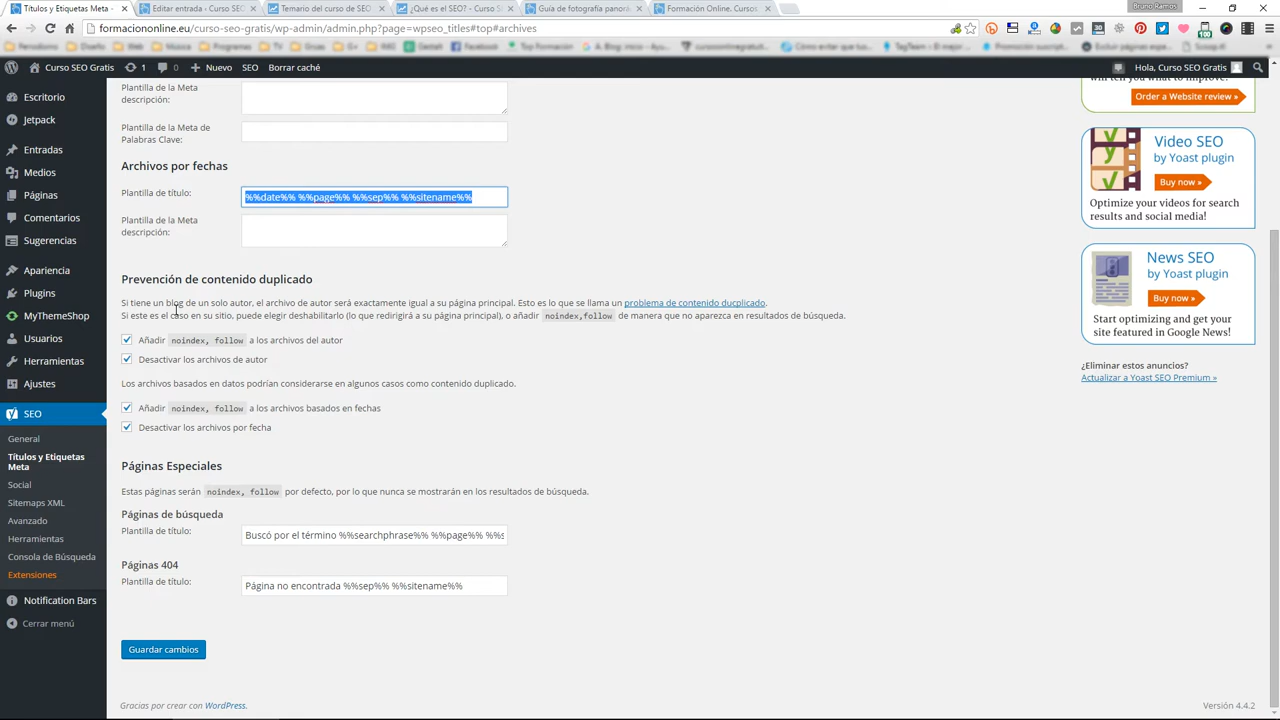 Bruno Ramos
Títulos y Etiquetas Meta -
Editar entrada - Curso SEO
Temario del curso de SEO
¿Qué es el SEO? - Curso S
Guía de fotografía panorá
Formación Online. Cursos
formaciononline.eu/curso-seo-gratis/wp-admin/admin.php?page=wpseo_titles#top#archives
Curso SEO Gratis
1
0
Nuevo
SEO
Borrar caché
Hola, Curso SEO Gratis
Escritorio
Jetpack
Entradas
Medios
Páginas
Comentarios
Sugerencias
Apariencia
Plugins
MyThemeShop
Usuarios
Herramientas
Ajustes
SEO
General
Títulos y Etiquetas
Meta
Social
Sitemaps XML
Avanzado
Herramientas
Consola de Búsqueda
Extensiones
Notification Bars
Cerrar menú
Plantilla de la Meta
descripción:
Plantilla de la Meta de
Palabras Clave:
Archivos por fechas
Plantilla de título:
%%date%% %%page%% %%sep%% %%sitename%%
Plantilla de la Meta
descripción:
Prevención de contenido duplicado
Si tiene un blog de un solo autor, el archivo de autor será exactamente igual a su página principal. Esto es lo que se llama un problema de contenido ducplicado.
Si este es el caso en su sitio, puede elegir deshabilitarlo (lo que redirige a su página principal), o añadir noindex,follow de manera que no aparezca en resultados de búsqueda.
Añadir noindex, follow a los archivos del autor
Desactivar los archivos de autor
Los archivos basados en datos podrían considerarse en algunos casos como contenido duplicado.
Añadir noindex, follow a los archivos basados en fechas
Desactivar los archivos por fecha
Páginas Especiales
Estas páginas serán noindex, follow por defecto, por lo que nunca se mostrarán en los resultados de búsqueda.
Páginas de búsqueda
Plantilla de título:
Buscó por el término %%searchphrase%% %%page%% %%s
Páginas 404
Plantilla de título:
Página no encontrada %%sep%% %%sitename%%
Guardar cambios
Gracias por crear con WordPress.
Versión 4.4.2
will tell you what to improve.
Order a Website review »
Video SEO
by Yoast plugin
Buy now »
Optimize your videos for search
results and social media!
News SEO
by Yoast plugin
Buy now »
Start optimizing and get your
site featured in Google News!
¿Eliminar estos anuncios?
Actualizar a Yoast SEO Premium »